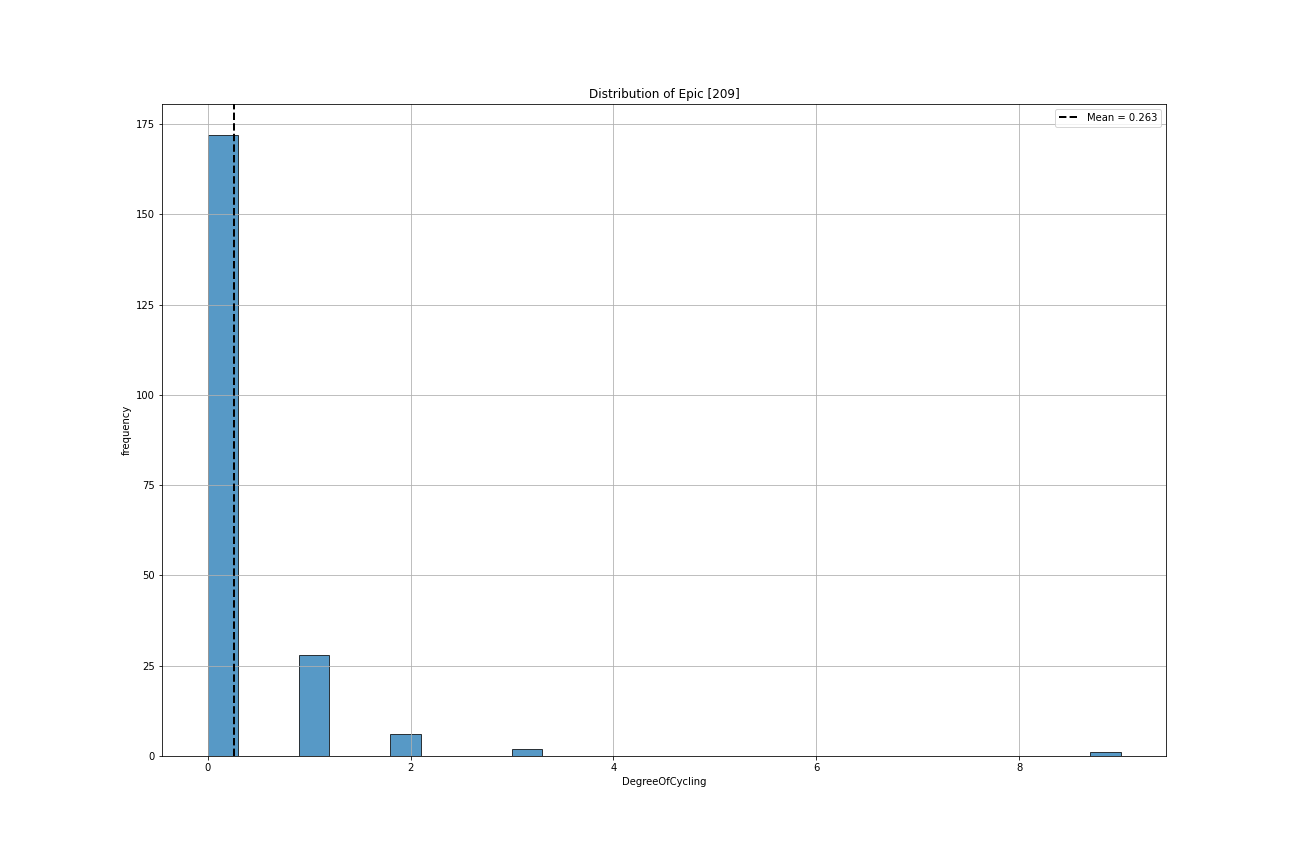 Distribution of Epic [209]
Mean = 0.263
175
150
125
100
75
50
25
0
frequency
0 2 4 6 8
DegreeOfCycling